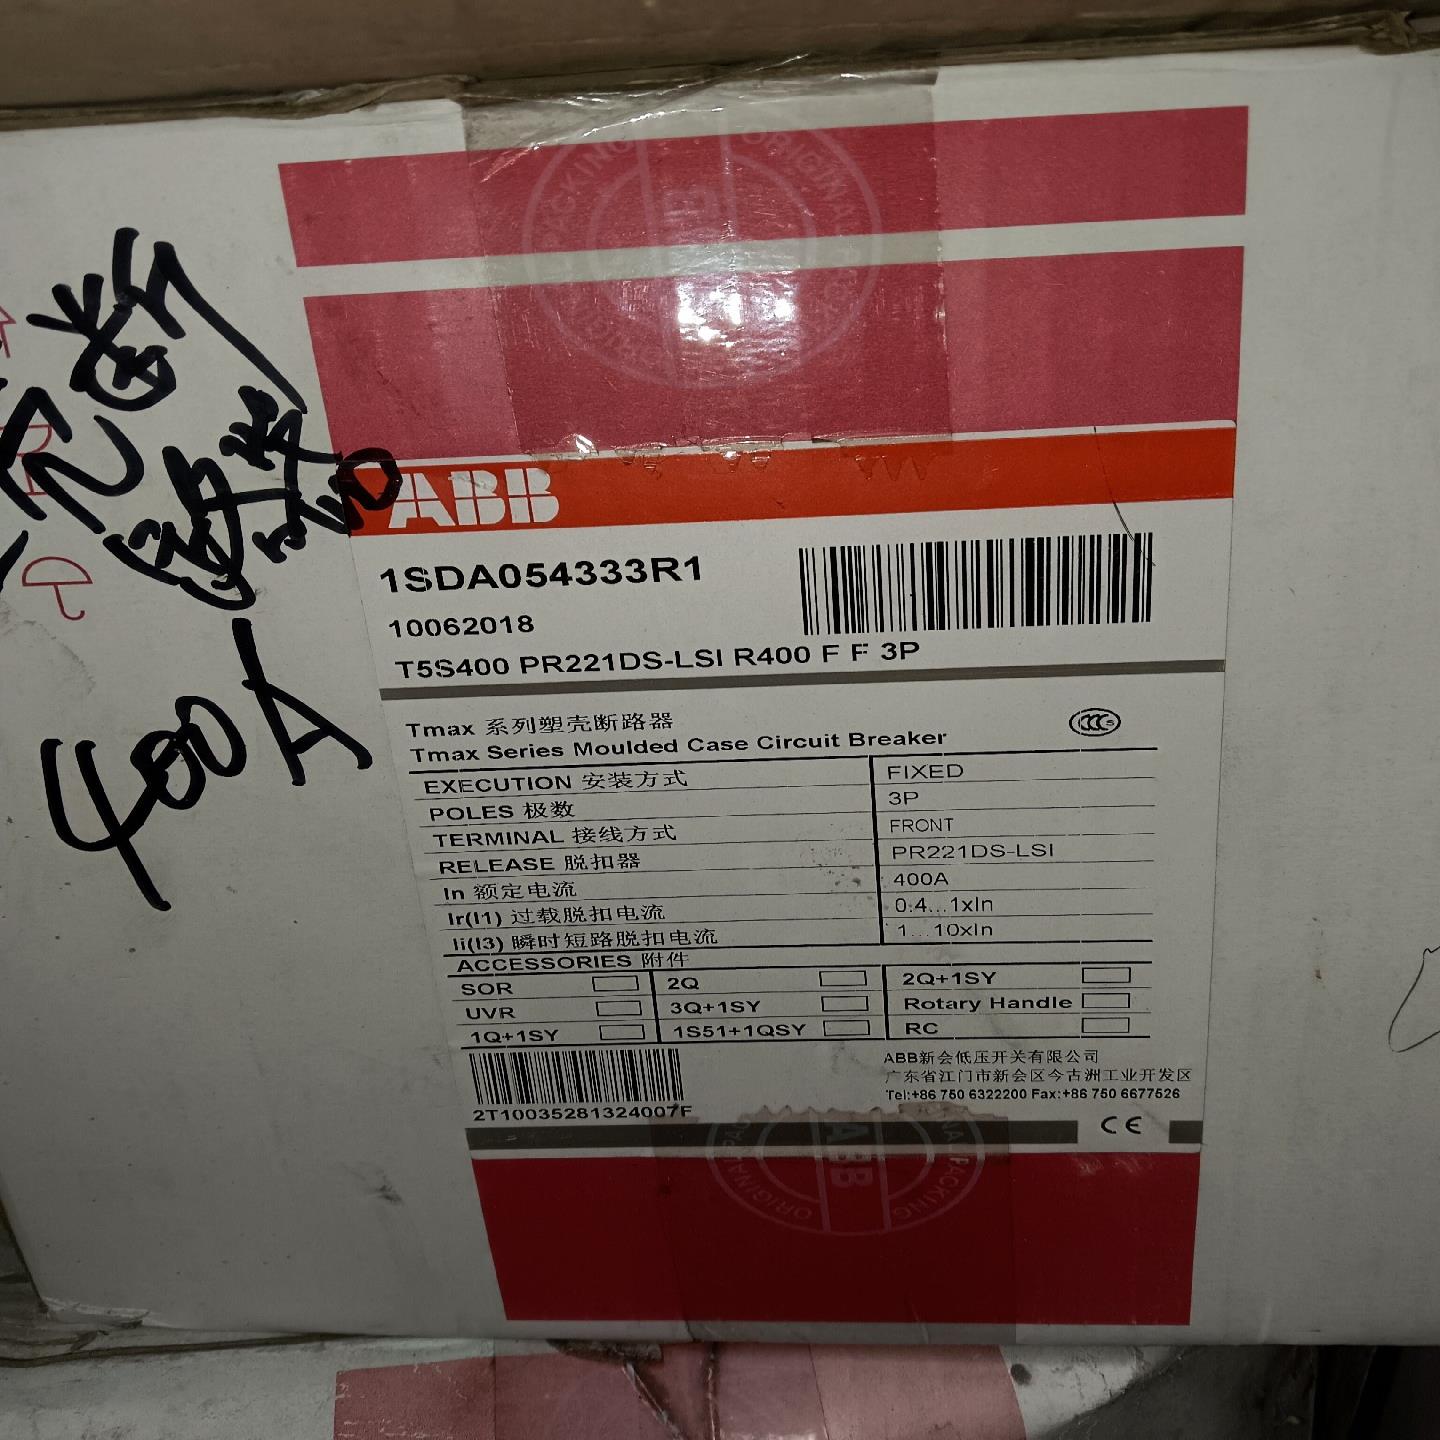 ORIGINAL PACKING
400A
ABB
1SDA054333R1
10062018
T5S400 PR221DS-LSI R400 F F 3P
Tmax 系列塑壳断路器
Tmax Series Moulded Case Circuit Breaker
EXECUTION 安装方式 FIXED
POLES 极数 3P
TERMINAL 接线方式 FRONT
RELEASE 脱扣器 PR221DS-LSI
In 额定电流 400A
Ir(I1) 过载脱扣电流 0.4...1xIn
Ii(I3) 瞬时短路脱扣电流 1...10xIn
ACCESSORIES 附件
SOR 2Q 2Q+1SY
UVR 3Q+1SY Rotary Handle
1Q+1SY 1S51+1QSY RC
ABB新会低压开关有限公司
广东省江门市新会区今古洲工业开发区
Tel:+86 750 6322200 Fax:+86 750 6677526
2T10035281324007F
CE
ABB
ORIGINAL PACKING